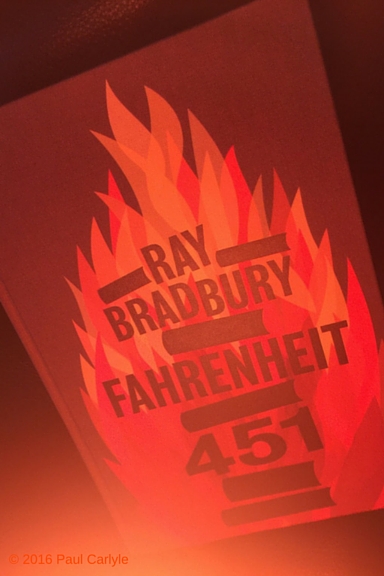 RAY
BRADBURY
FAHRENHEIT
451
© 2016 Paul Carlyle